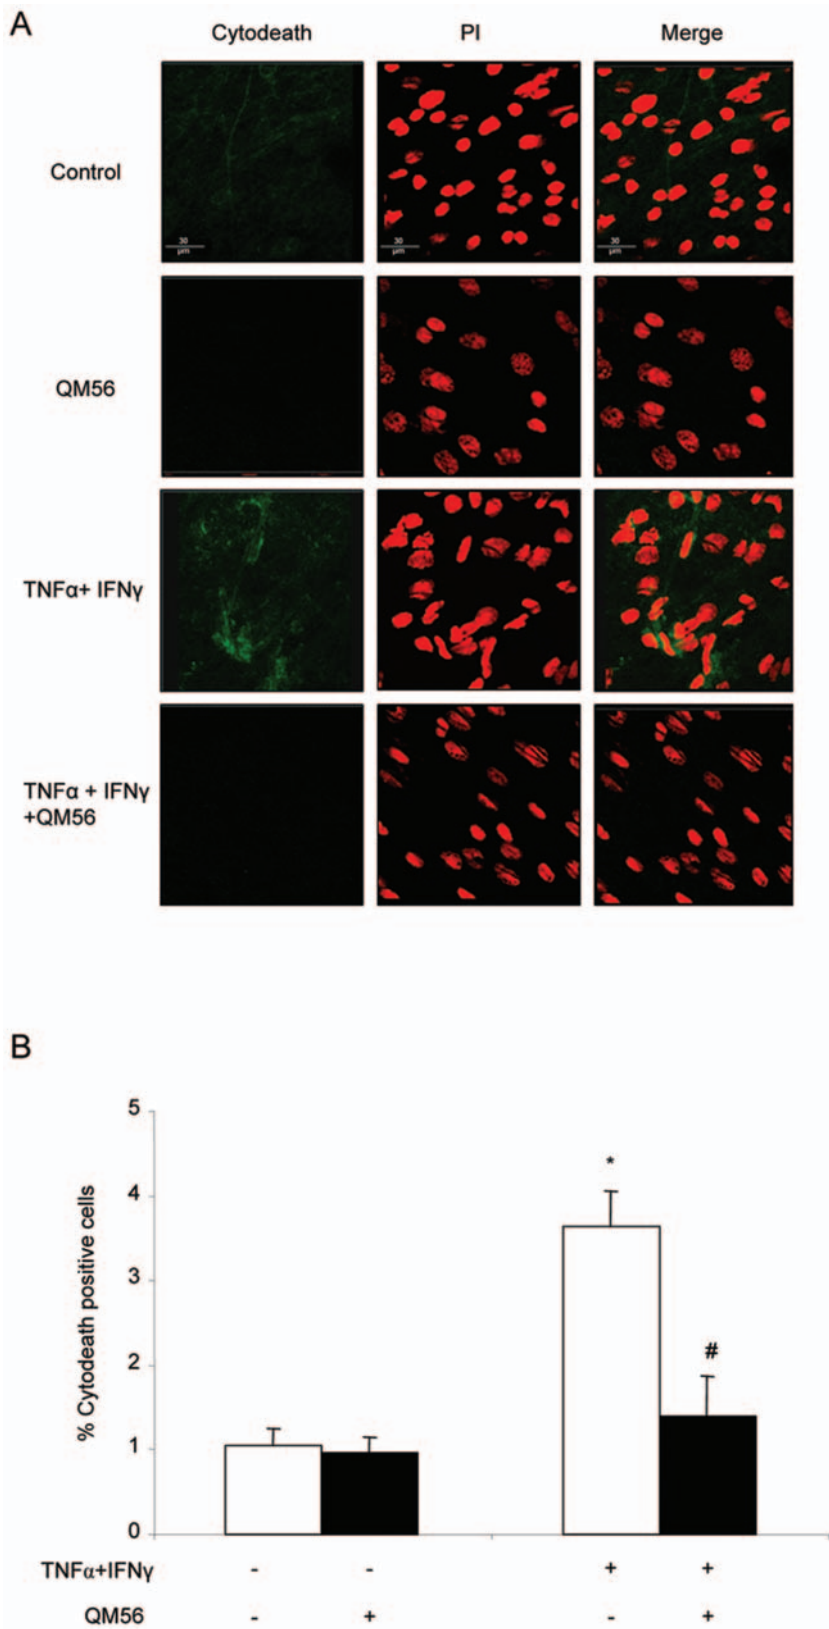 A
Cytodeath PI Merge
Control
30 30 30
µm µm µm
QM56
TNFα+ IFNγ
TNFα + IFNγ
+QM56
B
% Cytodeath positive cells
5
4
3
2
1
0
*
#
TNFα+IFNγ - - + +
QM56 - + - +